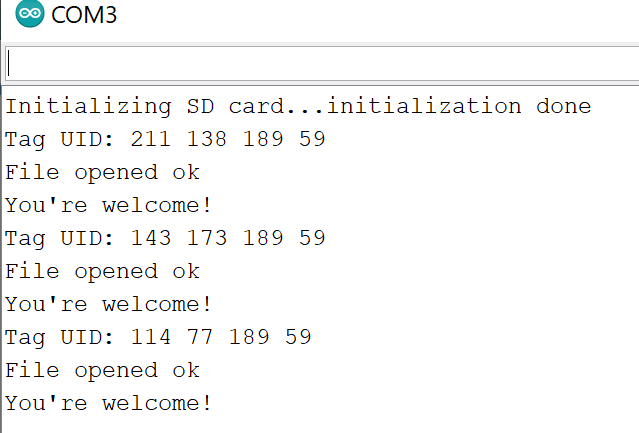 COM3
Initializing SD card...initialization done
Tag UID: 211 138 189 59
File opened ok
You're welcome!
Tag UID: 143 173 189 59
File opened ok
You're welcome!
Tag UID: 114 77 189 59
File opened ok
You're welcome!